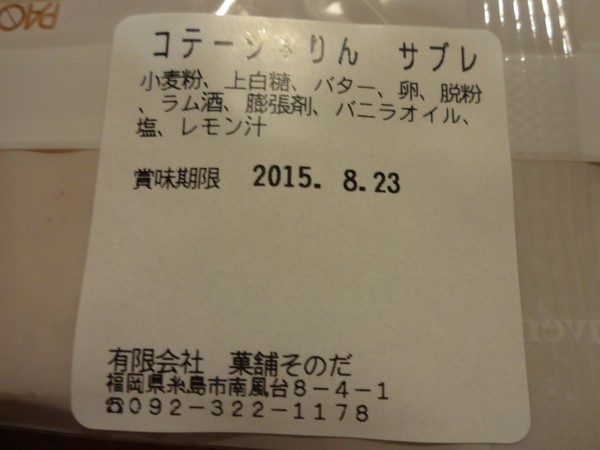 コテージ*りん サブレ
小麦粉、上白糖、バター、卵、脱粉
、ラム酒、膨張剤、バニラオイル、
塩、レモン汁
賞味期限 2015. 8.23
有限会社 菓舗そのだ
福岡県糸島市南風台8-4-1
☎092-322-1178